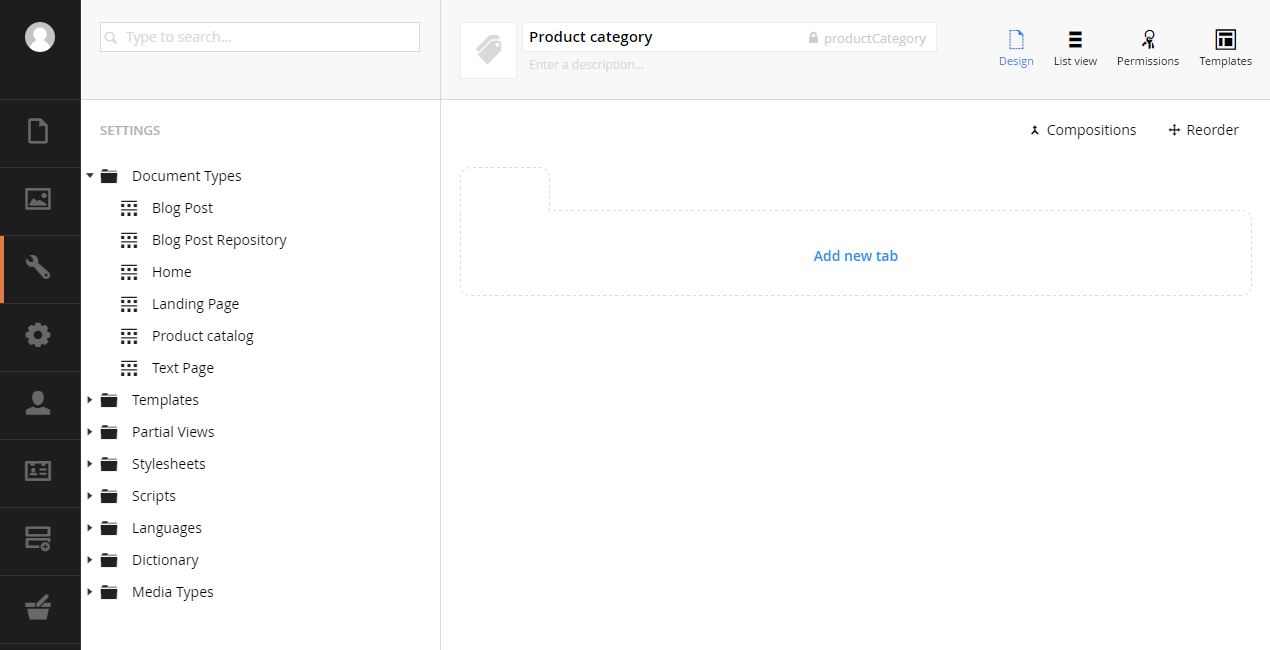 Type to search...
Product category
productCategory
Enter a description...
Design
List view
Permissions
Templates
SETTINGS
Compositions
Reorder
Document Types
Blog Post
Blog Post Repository
Home
Landing Page
Product catalog
Text Page
Templates
Partial Views
Stylesheets
Scripts
Languages
Dictionary
Media Types
Add new tab